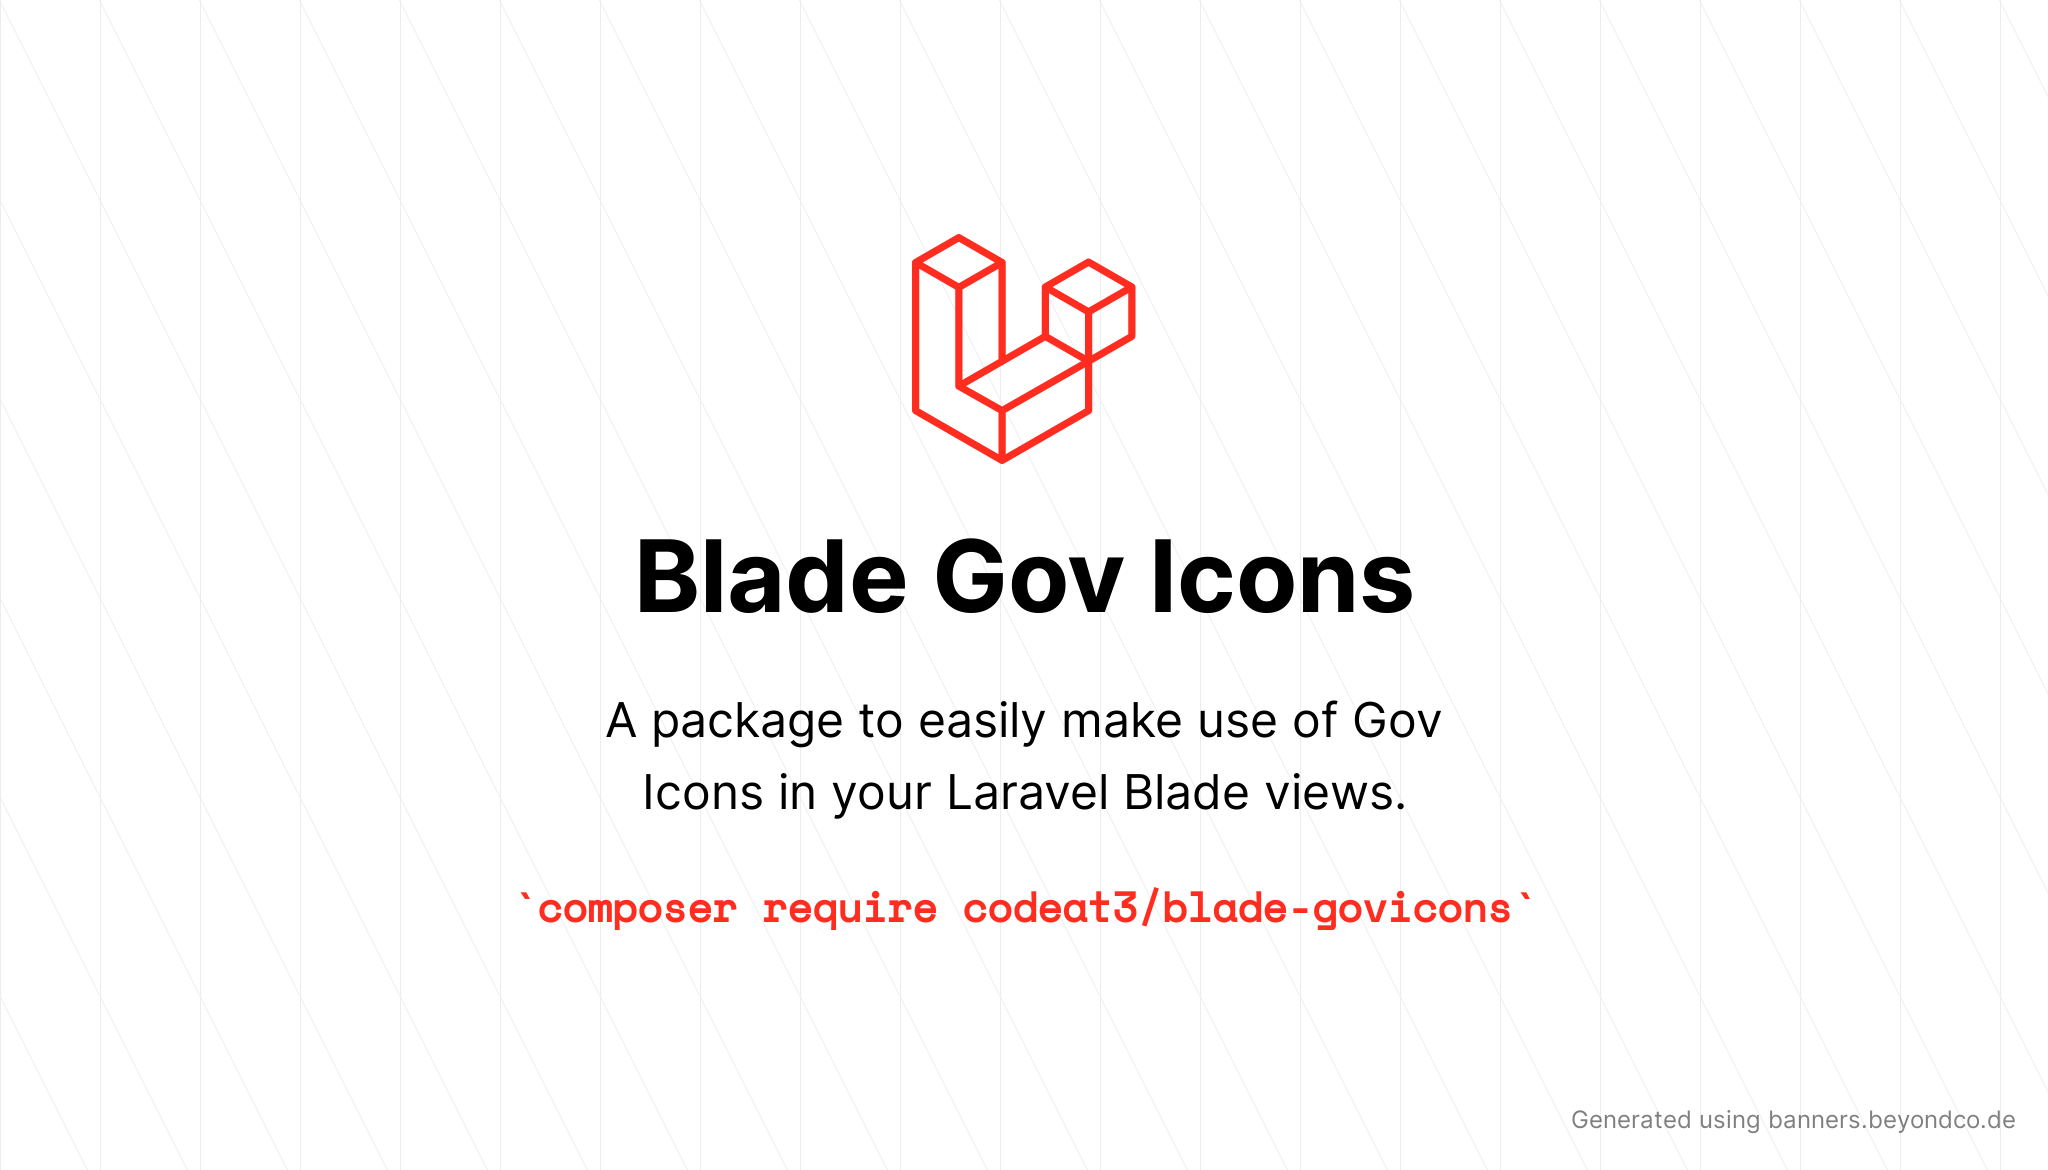 Blade Gov Icons
A package to easily make use of Gov
Icons in your Laravel Blade views.
`composer require codeat3/blade-govicons`
Generated using banners.beyondco.de